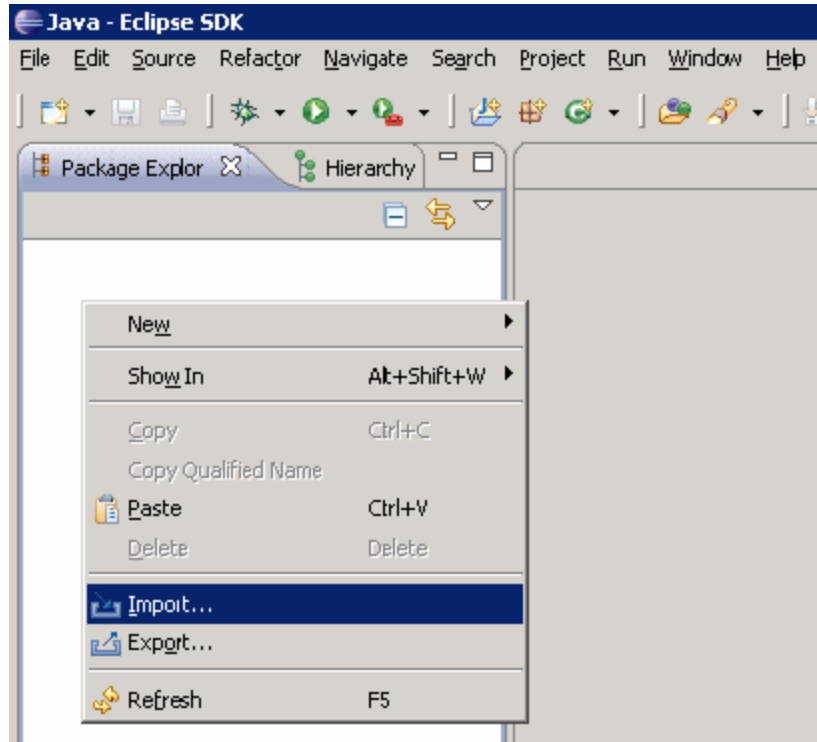 Java - Eclipse SDK
File Edit Source Refactor Navigate Search Project Run Window Help
Package Explor Hierarchy
New
Show In Alt+Shift+W
Copy Ctrl+C
Copy Qualified Name
Paste Ctrl+V
Delete Delete
Import...
Export...
Refresh F5